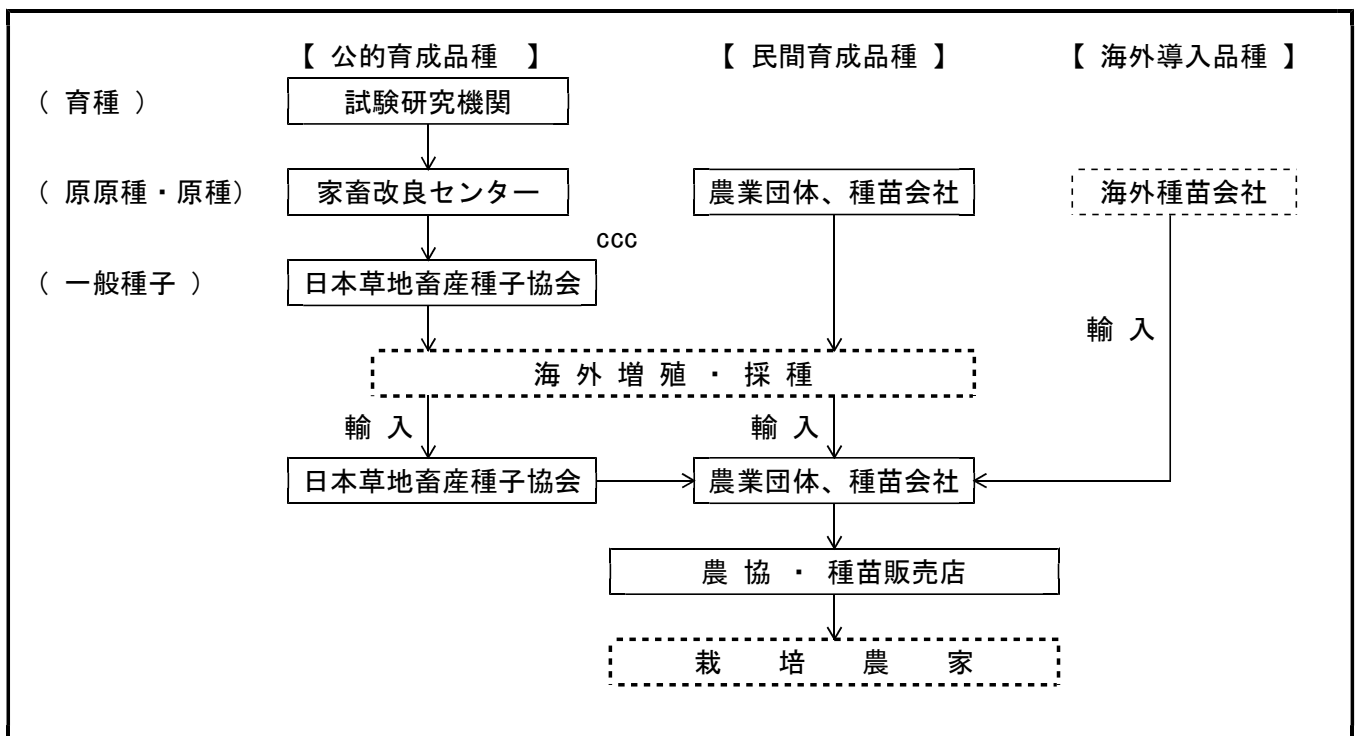 【 公的育成品種 】 【 民間育成品種 】 【 海外導入品種 】
( 育種 ) 試験研究機関
( 原原種・原種) 家畜改良センター 農業団体、種苗会社 海外種苗会社
ccc
( 一般種子 ) 日本草地畜産種子協会
輸 入
海 外 増 殖 ・ 採 種
輸 入 輸 入
日本草地畜産種子協会 農業団体、種苗会社
農 協 ・ 種苗販売店
栽 培 農 家